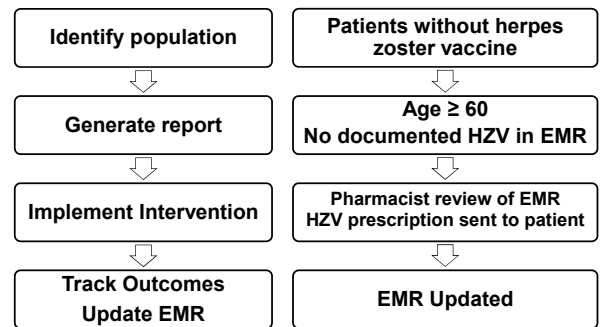 Identify population
Generate report
Implement Intervention
Track Outcomes
Update EMR
Patients without herpes
zoster vaccine
Age ≥ 60
No documented HZV in EMR
Pharmacist review of EMR
HZV prescription sent to patient
EMR Updated